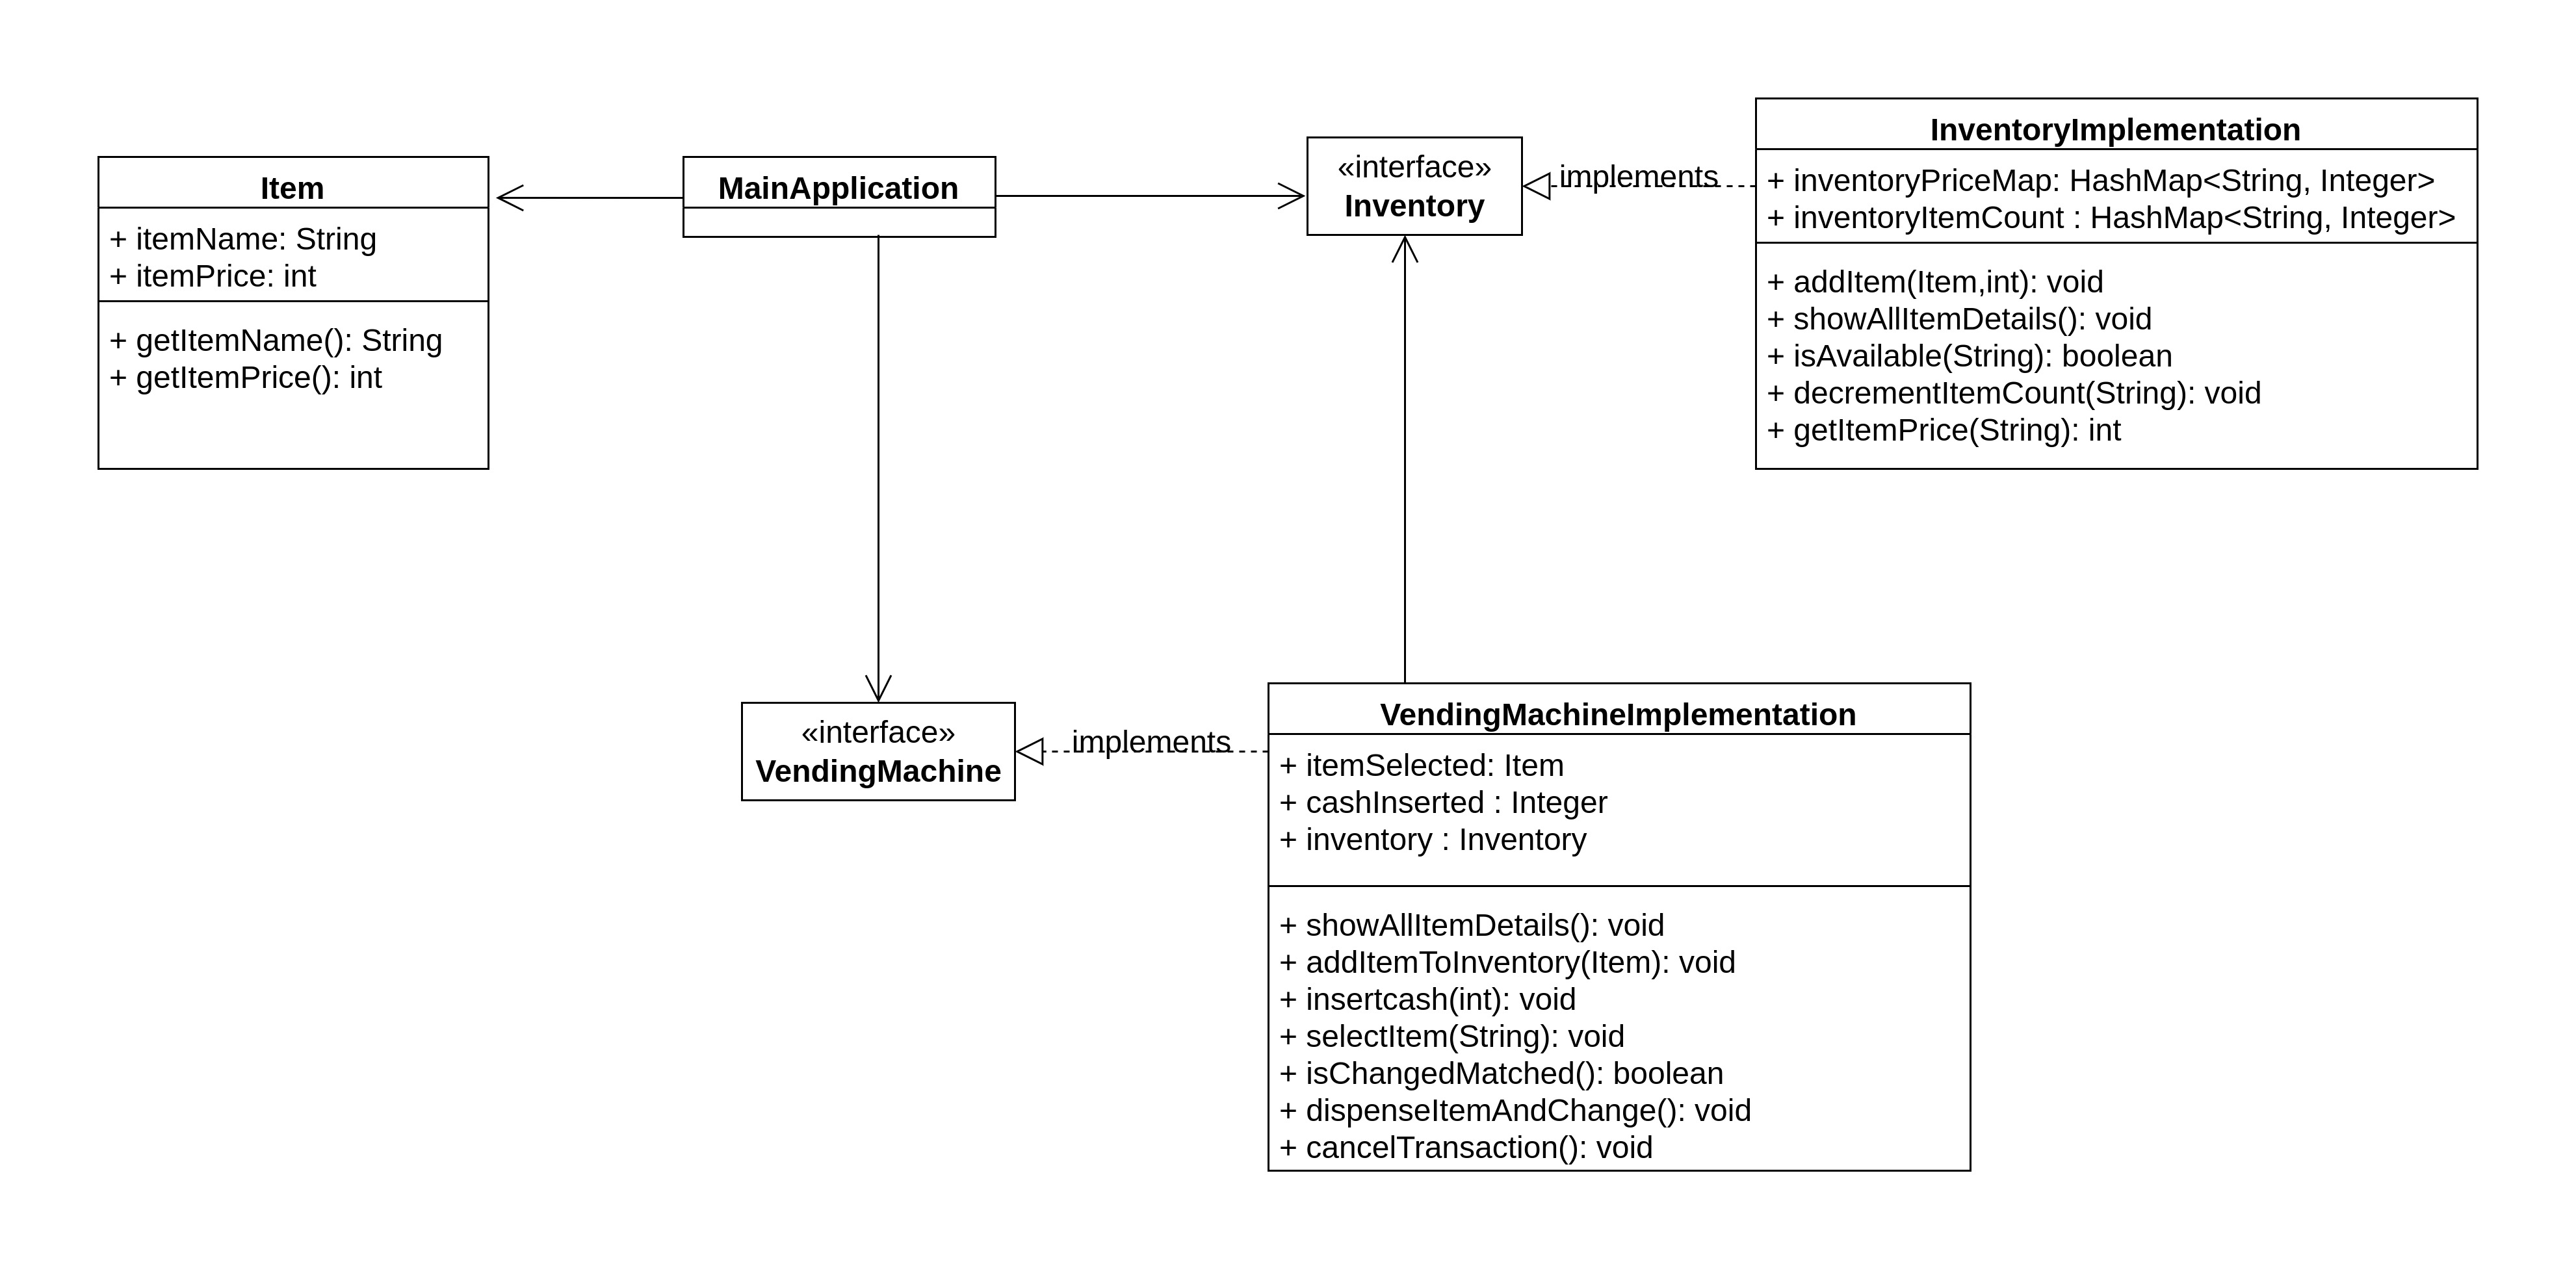 Item
+ itemName: String
+ itemPrice: int
+ getItemName(): String
+ getItemPrice(): int
MainApplication
«interface»
Inventory
implements
InventoryImplementation
+ inventoryPriceMap: HashMap<String, Integer>
+ inventoryItemCount : HashMap<String, Integer>
+ addItem(Item,int): void
+ showAllItemDetails(): void
+ isAvailable(String): boolean
+ decrementItemCount(String): void
+ getItemPrice(String): int
«interface»
VendingMachine
implements
VendingMachineImplementation
+ itemSelected: Item
+ cashInserted : Integer
+ inventory : Inventory
+ showAllItemDetails(): void
+ addItemToInventory(Item): void
+ insertcash(int): void
+ selectItem(String): void
+ isChangedMatched(): boolean
+ dispenseItemAndChange(): void
+ cancelTransaction(): void